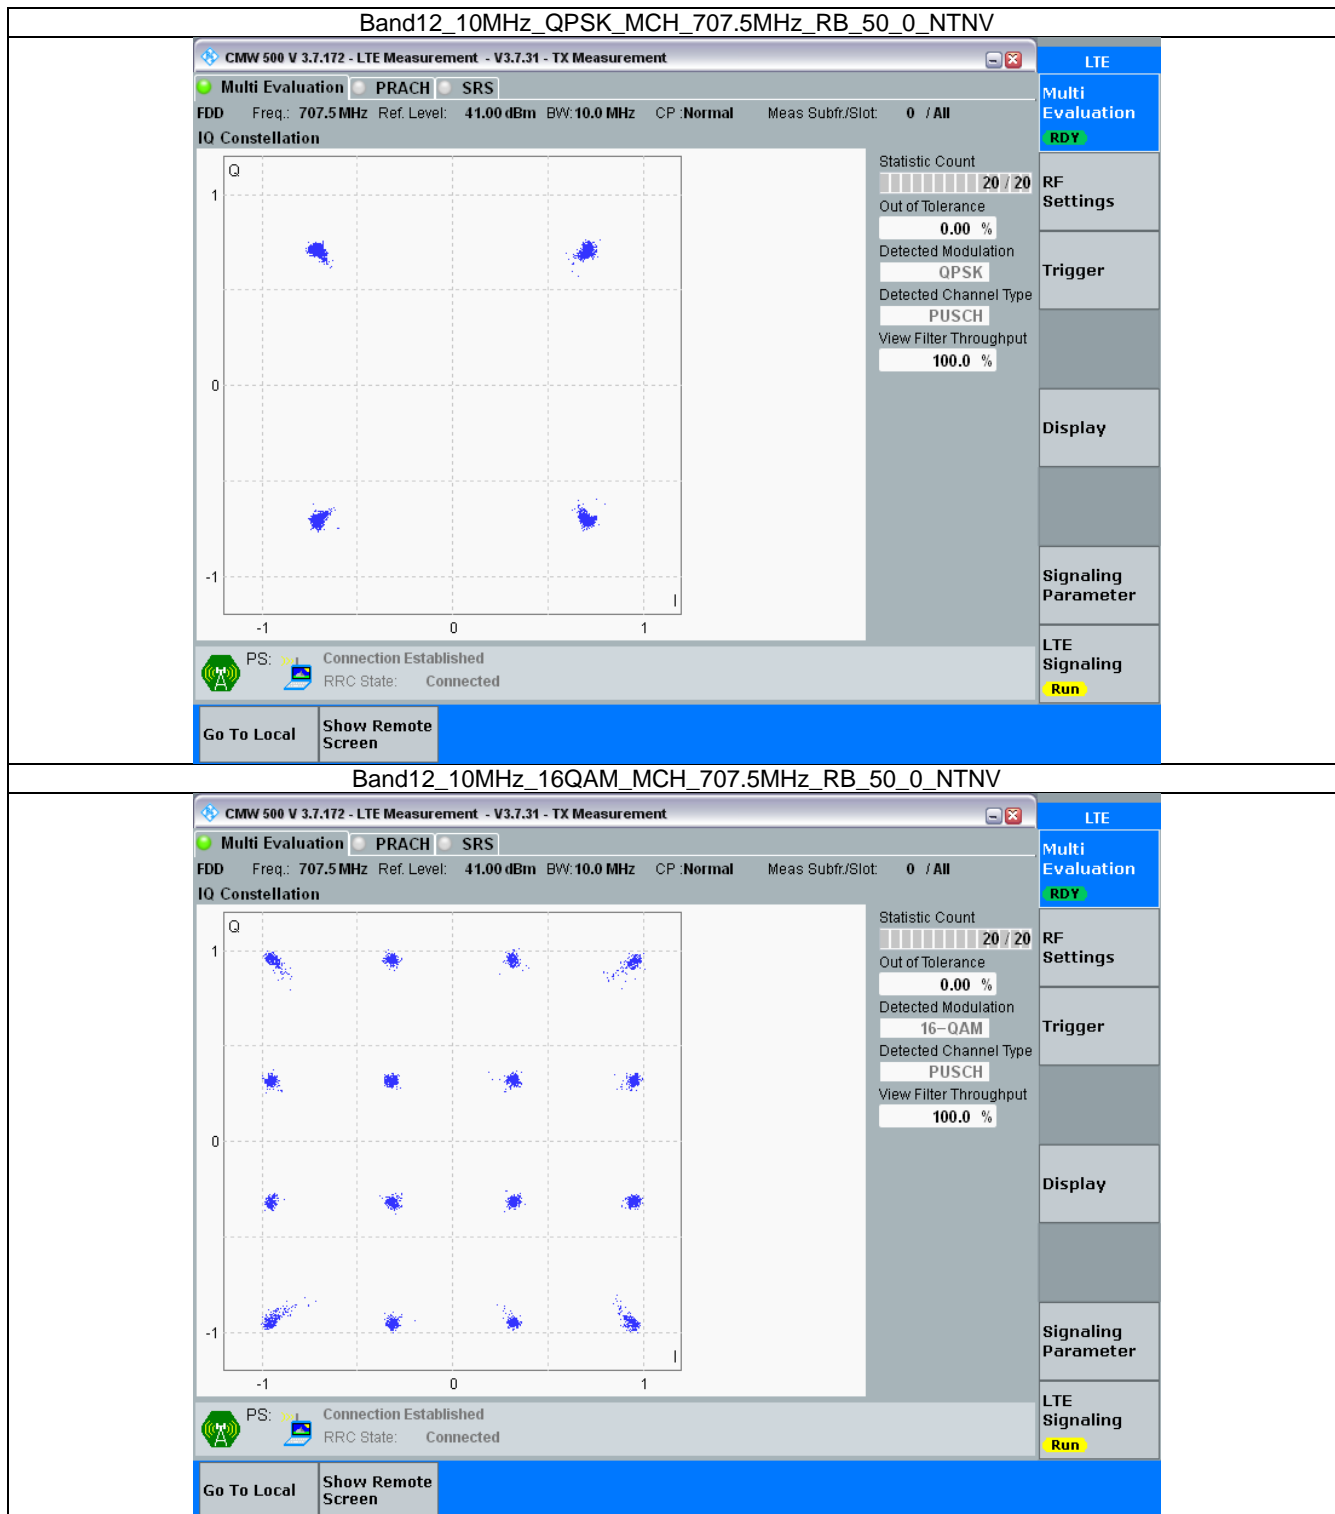 Band12_10MHz_QPSK_MCH_707.5MHz_RB_50_0_NTNV
CMW 500 V 3.7.172 - LTE Measurement - V3.7.31 - TX Measurement
LTE
Multi Evaluation PRACH SRS
Multi
Evaluation
RDY
FDD Freq.: 707.5 MHz Ref. Level: 41.00 dBm BW: 10.0 MHz CP :Normal Meas Subfr./Slot: 0 / All
IQ Constellation
Q
1
0
-1
I
-1 0 1
Statistic Count
20 / 20
Out of Tolerance
0.00 %
Detected Modulation
QPSK
Detected Channel Type
PUSCH
View Filter Throughput
100.0 %
RF
Settings
Trigger
Display
Signaling
Parameter
LTE
Signaling
Run
PS: Connection Established
RRC State: Connected
Go To Local
Show Remote
Screen
Band12_10MHz_16QAM_MCH_707.5MHz_RB_50_0_NTNV
CMW 500 V 3.7.172 - LTE Measurement - V3.7.31 - TX Measurement
LTE
Multi Evaluation PRACH SRS
Multi
Evaluation
RDY
FDD Freq.: 707.5 MHz Ref. Level: 41.00 dBm BW: 10.0 MHz CP :Normal Meas Subfr./Slot: 0 / All
IQ Constellation
Q
1
0
-1
I
-1 0 1
Statistic Count
20 / 20
Out of Tolerance
0.00 %
Detected Modulation
16-QAM
Detected Channel Type
PUSCH
View Filter Throughput
100.0 %
RF
Settings
Trigger
Display
Signaling
Parameter
LTE
Signaling
Run
PS: Connection Established
RRC State: Connected
Go To Local
Show Remote
Screen